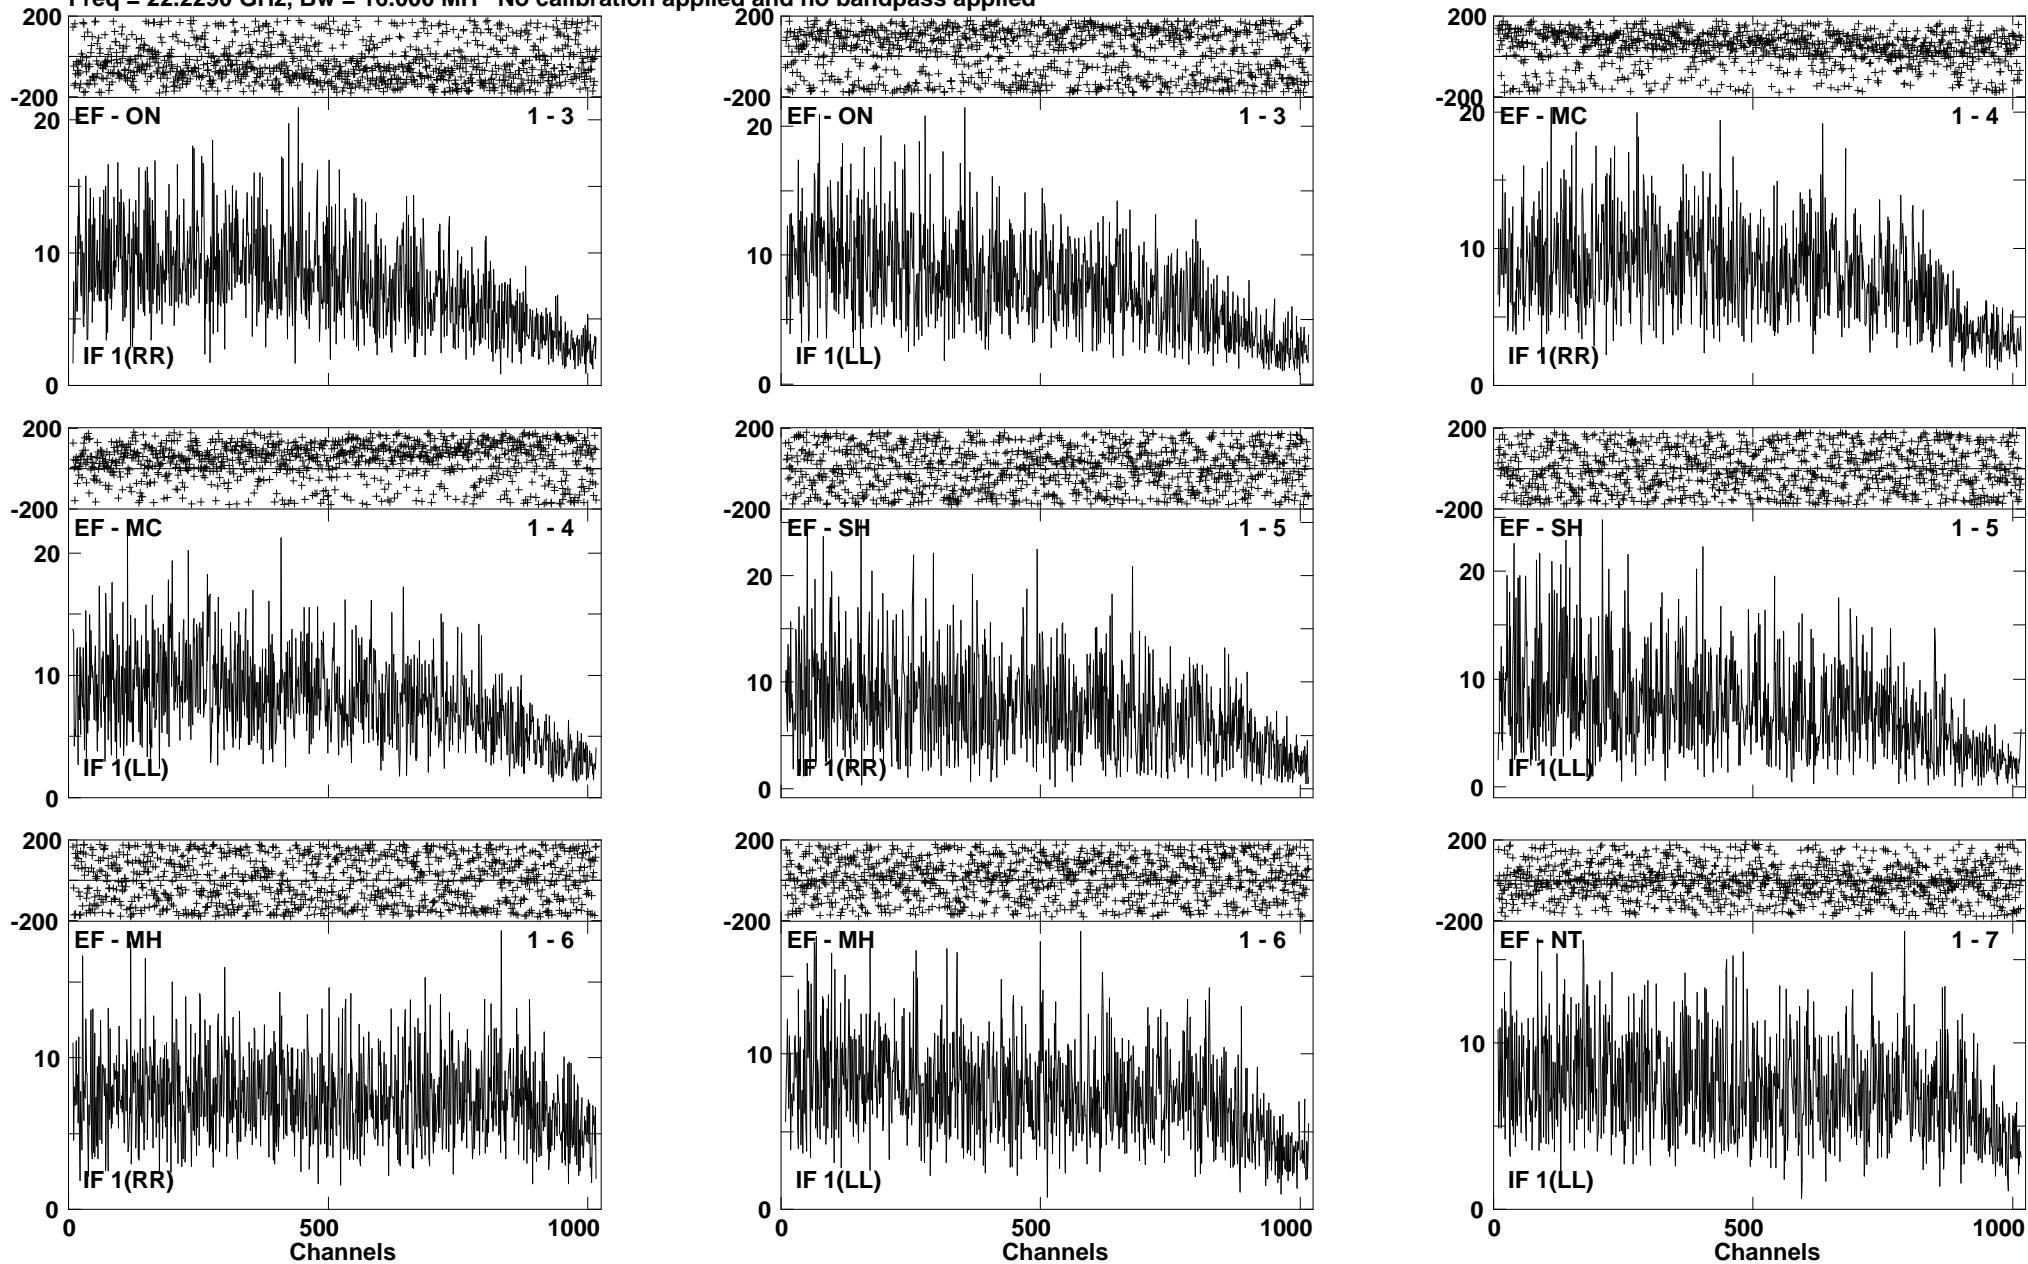 Freq = 22.2290 GHz, Bw = 16.000 MH No calibration applied and no bandpass applied
200 200 200
-200 -200 -200
EF - ON 1 - 3 EF - ON 1 - 3 EF - MC 1 - 4
20 20 20
10 10 10
IF 1(RR) IF 1(LL) IF 1(RR)
0 0 0
200 200 200
-200 -200 -200
EF - MC 1 - 4 EF - SH 1 - 5 EF - SH 1 - 5
20 20 20
10 10 10
IF 1(LL) IF 1(RR) IF 1(LL)
0 0 0
200 200 200
-200 -200 -200
EF - MH 1 - 6 EF - MH 1 - 6 EF - NT 1 - 7
10 10 10
IF 1(RR) IF 1(LL) IF 1(LL)
0 0 0
0 500 1000 0 500 1000 0 500 1000
Channels Channels Channels